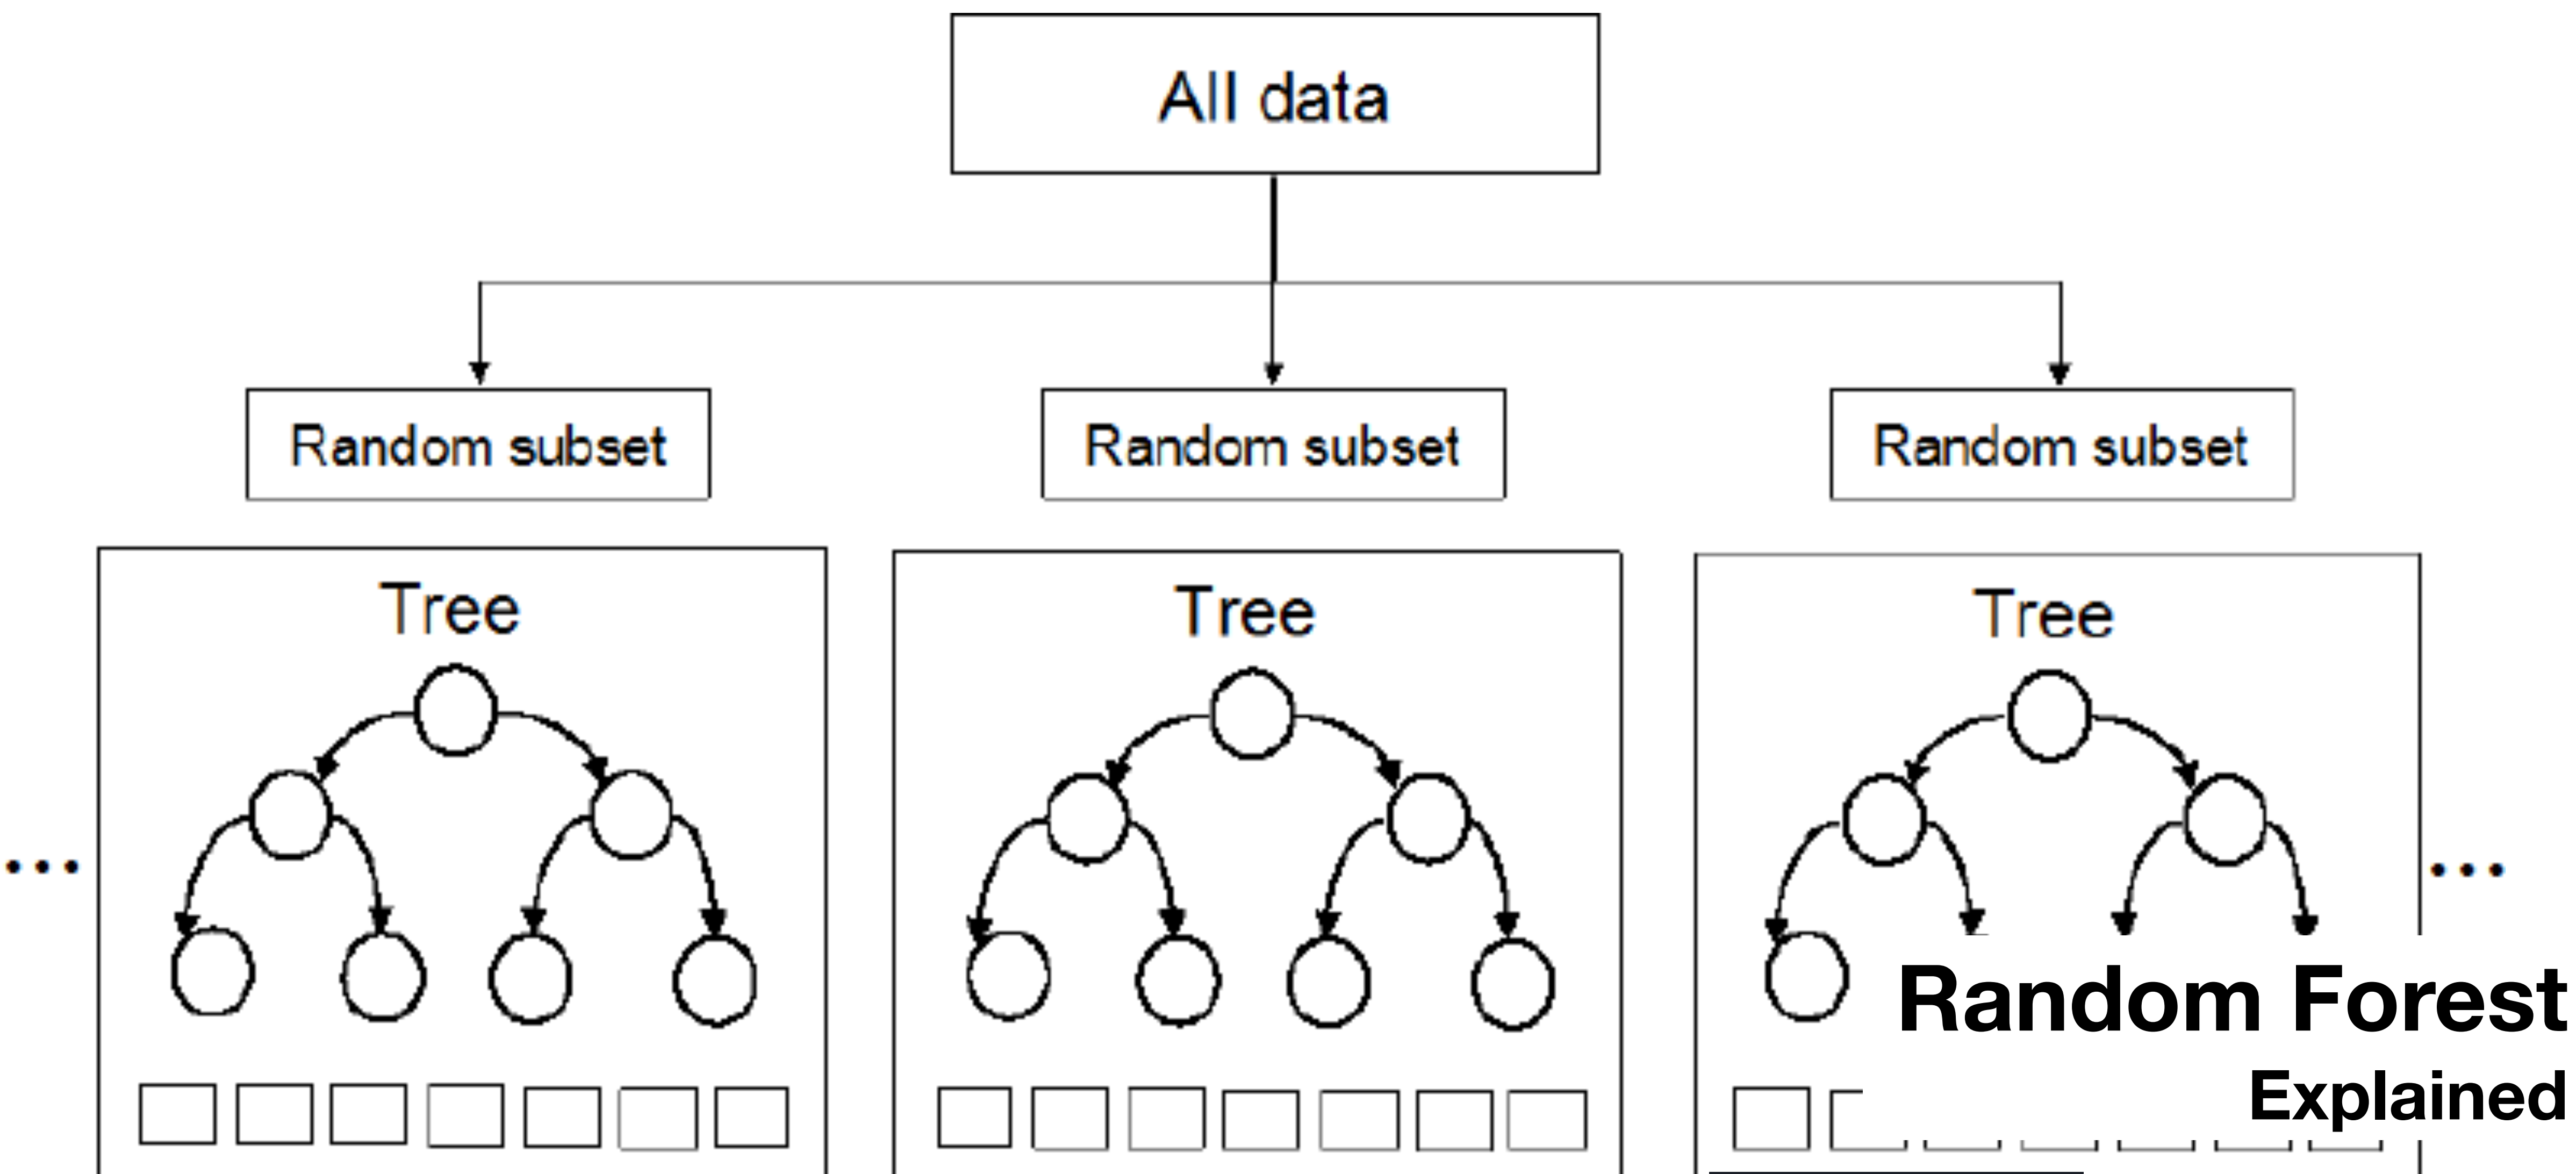 All data
Random subset
Random subset
Random subset
Tree
Tree
Tree
...
...
Random Forest
Explained